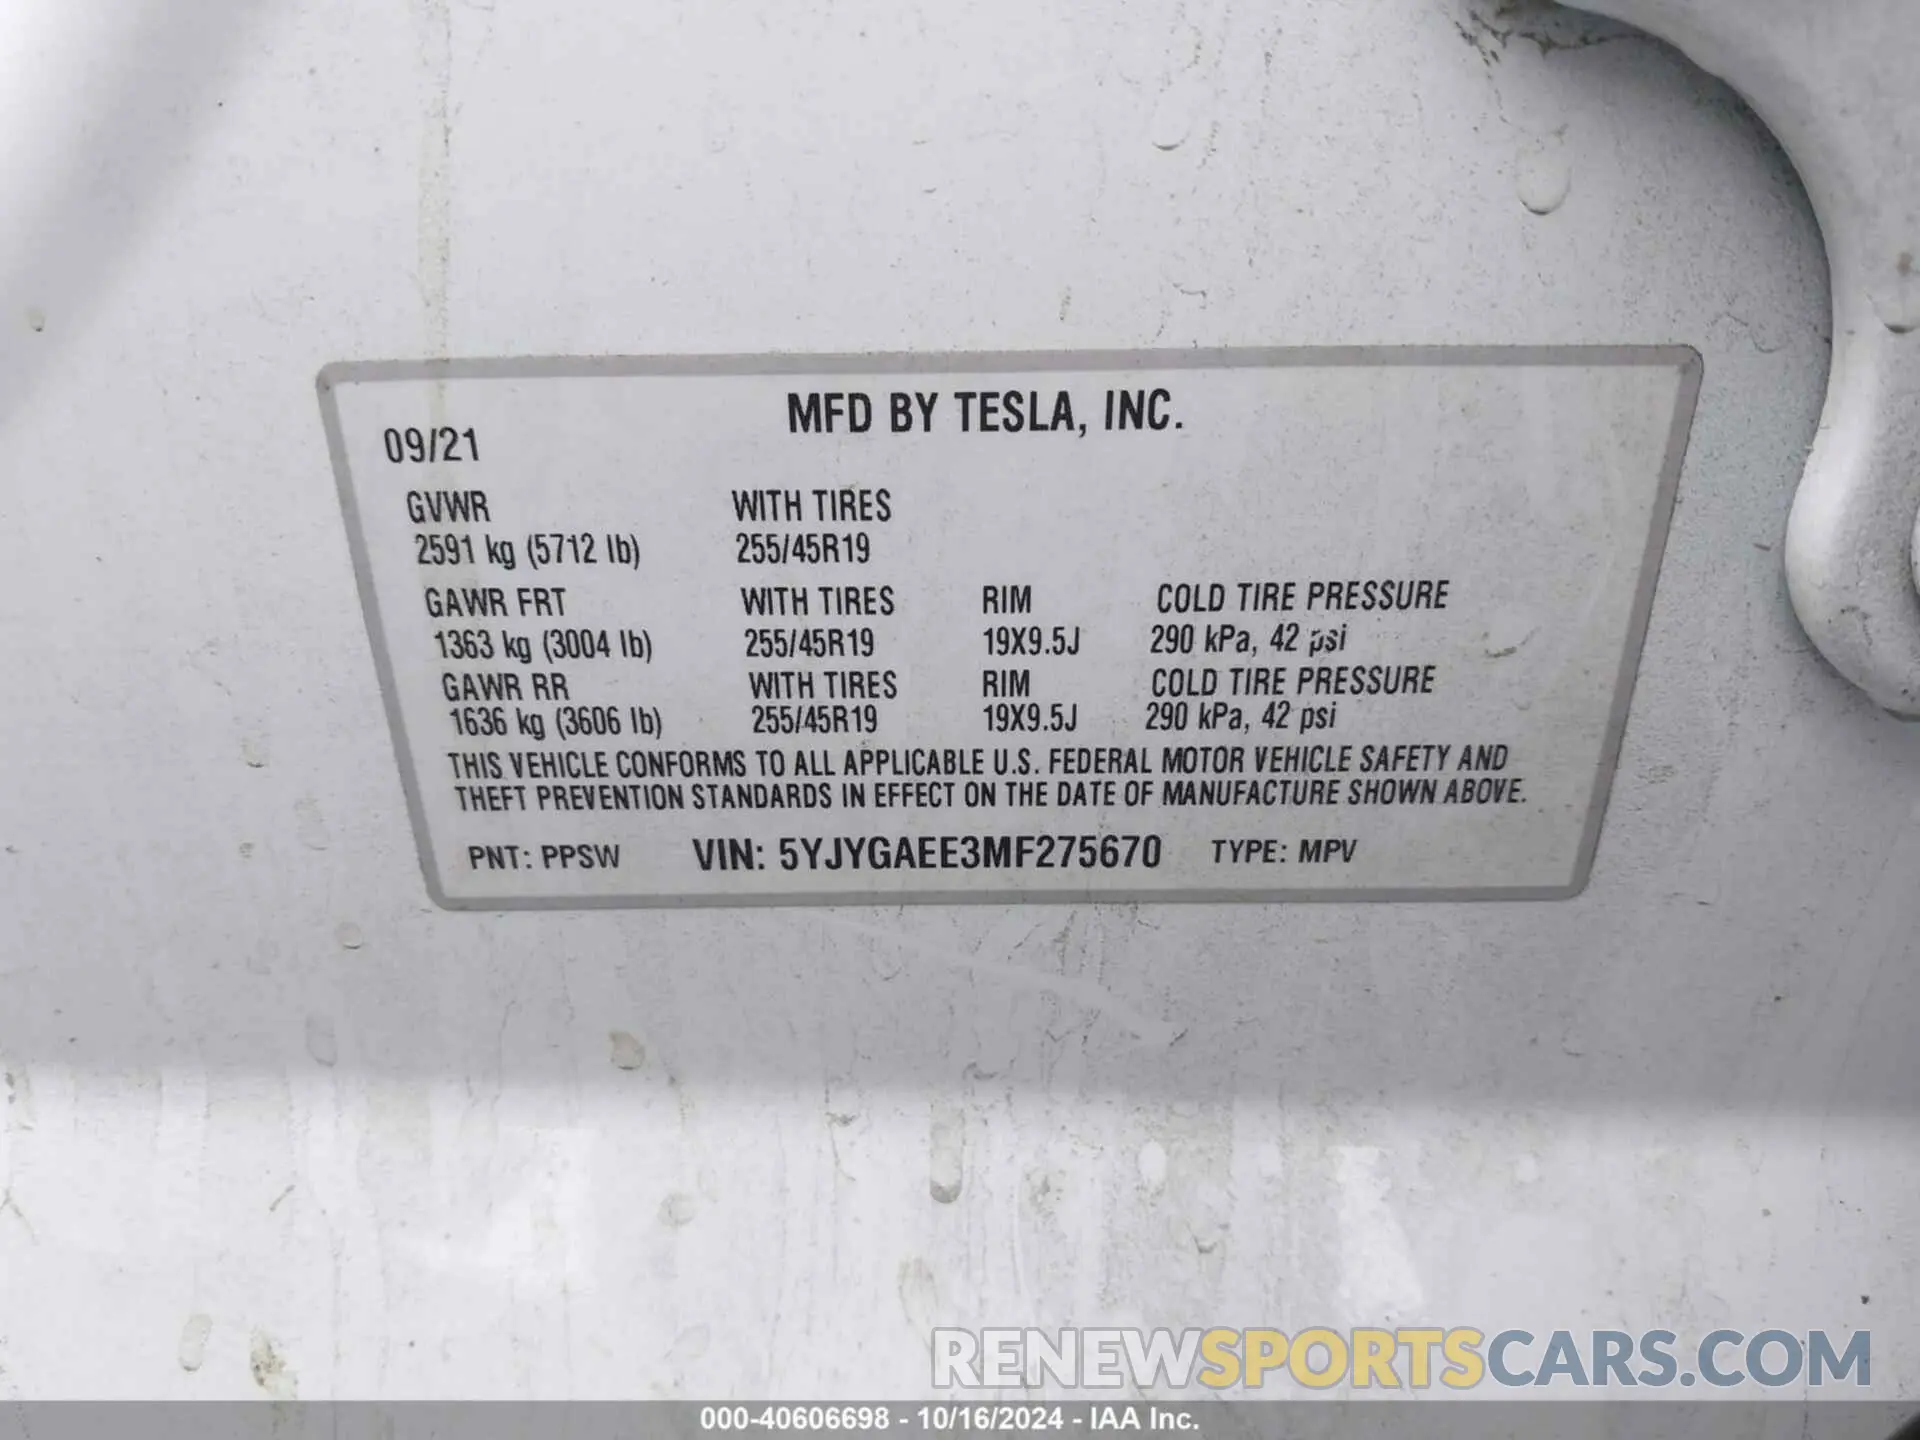 MFD BY TESLA, INC.
09/21
GVWR WITH TIRES
2591 kg (5712 lb) 255/45R19
GAWR FRT WITH TIRES RIM COLD TIRE PRESSURE
1363 kg (3004 lb) 255/45R19 19X9.5J 290 kPa, 42 psi
GAWR RR WITH TIRES RIM COLD TIRE PRESSURE
1636 kg (3606 lb) 255/45R19 19X9.5J 290 kPa, 42 psi
THIS VEHICLE CONFORMS TO ALL APPLICABLE U.S. FEDERAL MOTOR VEHICLE SAFETY AND
THEFT PREVENTION STANDARDS IN EFFECT ON THE DATE OF MANUFACTURE SHOWN ABOVE.
PNT: PPSW VIN: 5YJYGAEE3MF275670 TYPE: MPV
RENEWSPORTSCARS.COM
000-40606698 - 10/16/2024 - IAA Inc.